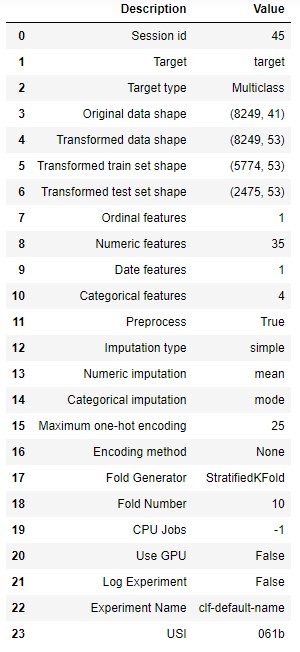 Description Value
0 Session id 45
1 Target target
2 Target type Multiclass
3 Original data shape (8249, 41)
4 Transformed data shape (8249, 53)
5 Transformed train set shape (5774, 53)
6 Transformed test set shape (2475, 53)
7 Ordinal features 1
8 Numeric features 35
9 Date features 1
10 Categorical features 4
11 Preprocess True
12 Imputation type simple
13 Numeric imputation mean
14 Categorical imputation mode
15 Maximum one-hot encoding 25
16 Encoding method None
17 Fold Generator StratifiedKFold
18 Fold Number 10
19 CPU Jobs -1
20 Use GPU False
21 Log Experiment False
22 Experiment Name clf-default-name
23 USI 061b